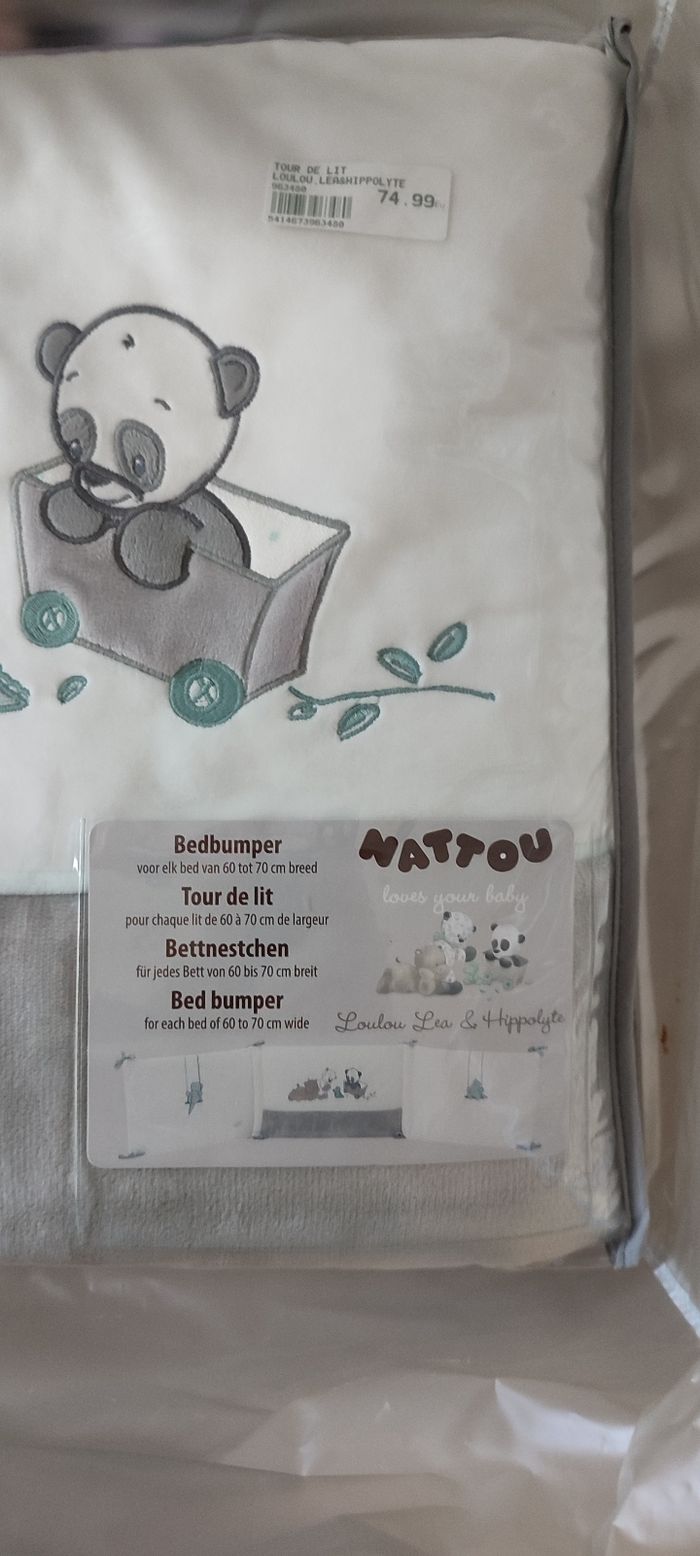 TOUR DE LIT
LOULOU,LEA&HIPPOLYTE
963480
74.99
5414673963480
Bedbumper
voor elk bed van 60 tot 70 cm breed
Tour de lit
pour chaque lit de 60 à 70 cm de largeur
Bettnestchen
für jedes Bett von 60 bis 70 cm breit
Bed bumper
for each bed of 60 to 70 cm wide
NATTOU
loves your baby
Loulou Lea & Hippolyte